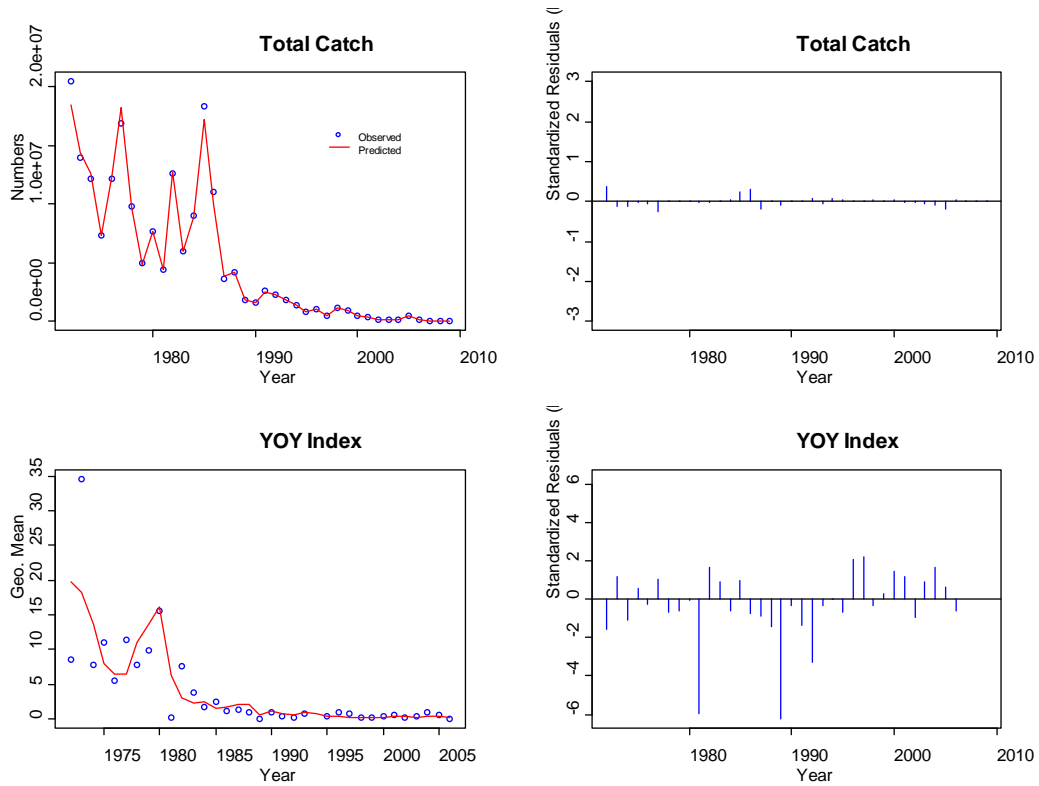 Total Catch
Numbers
0.0e+00 1.0e+07 2.0e+07
Observed
Predicted
1980 1990 2000 2010
Year
Total Catch
Standardized Residuals (
-3 -2 -1 0 1 2 3
1980 1990 2000 2010
Year
YOY Index
Geo. Mean
0 5 10 15 20 25 30 35
1975 1980 1985 1990 1995 2000 2005
Year
YOY Index
Standardized Residuals (
-6 -4 -2 0 2 4 6
1980 1990 2000 2010
Year